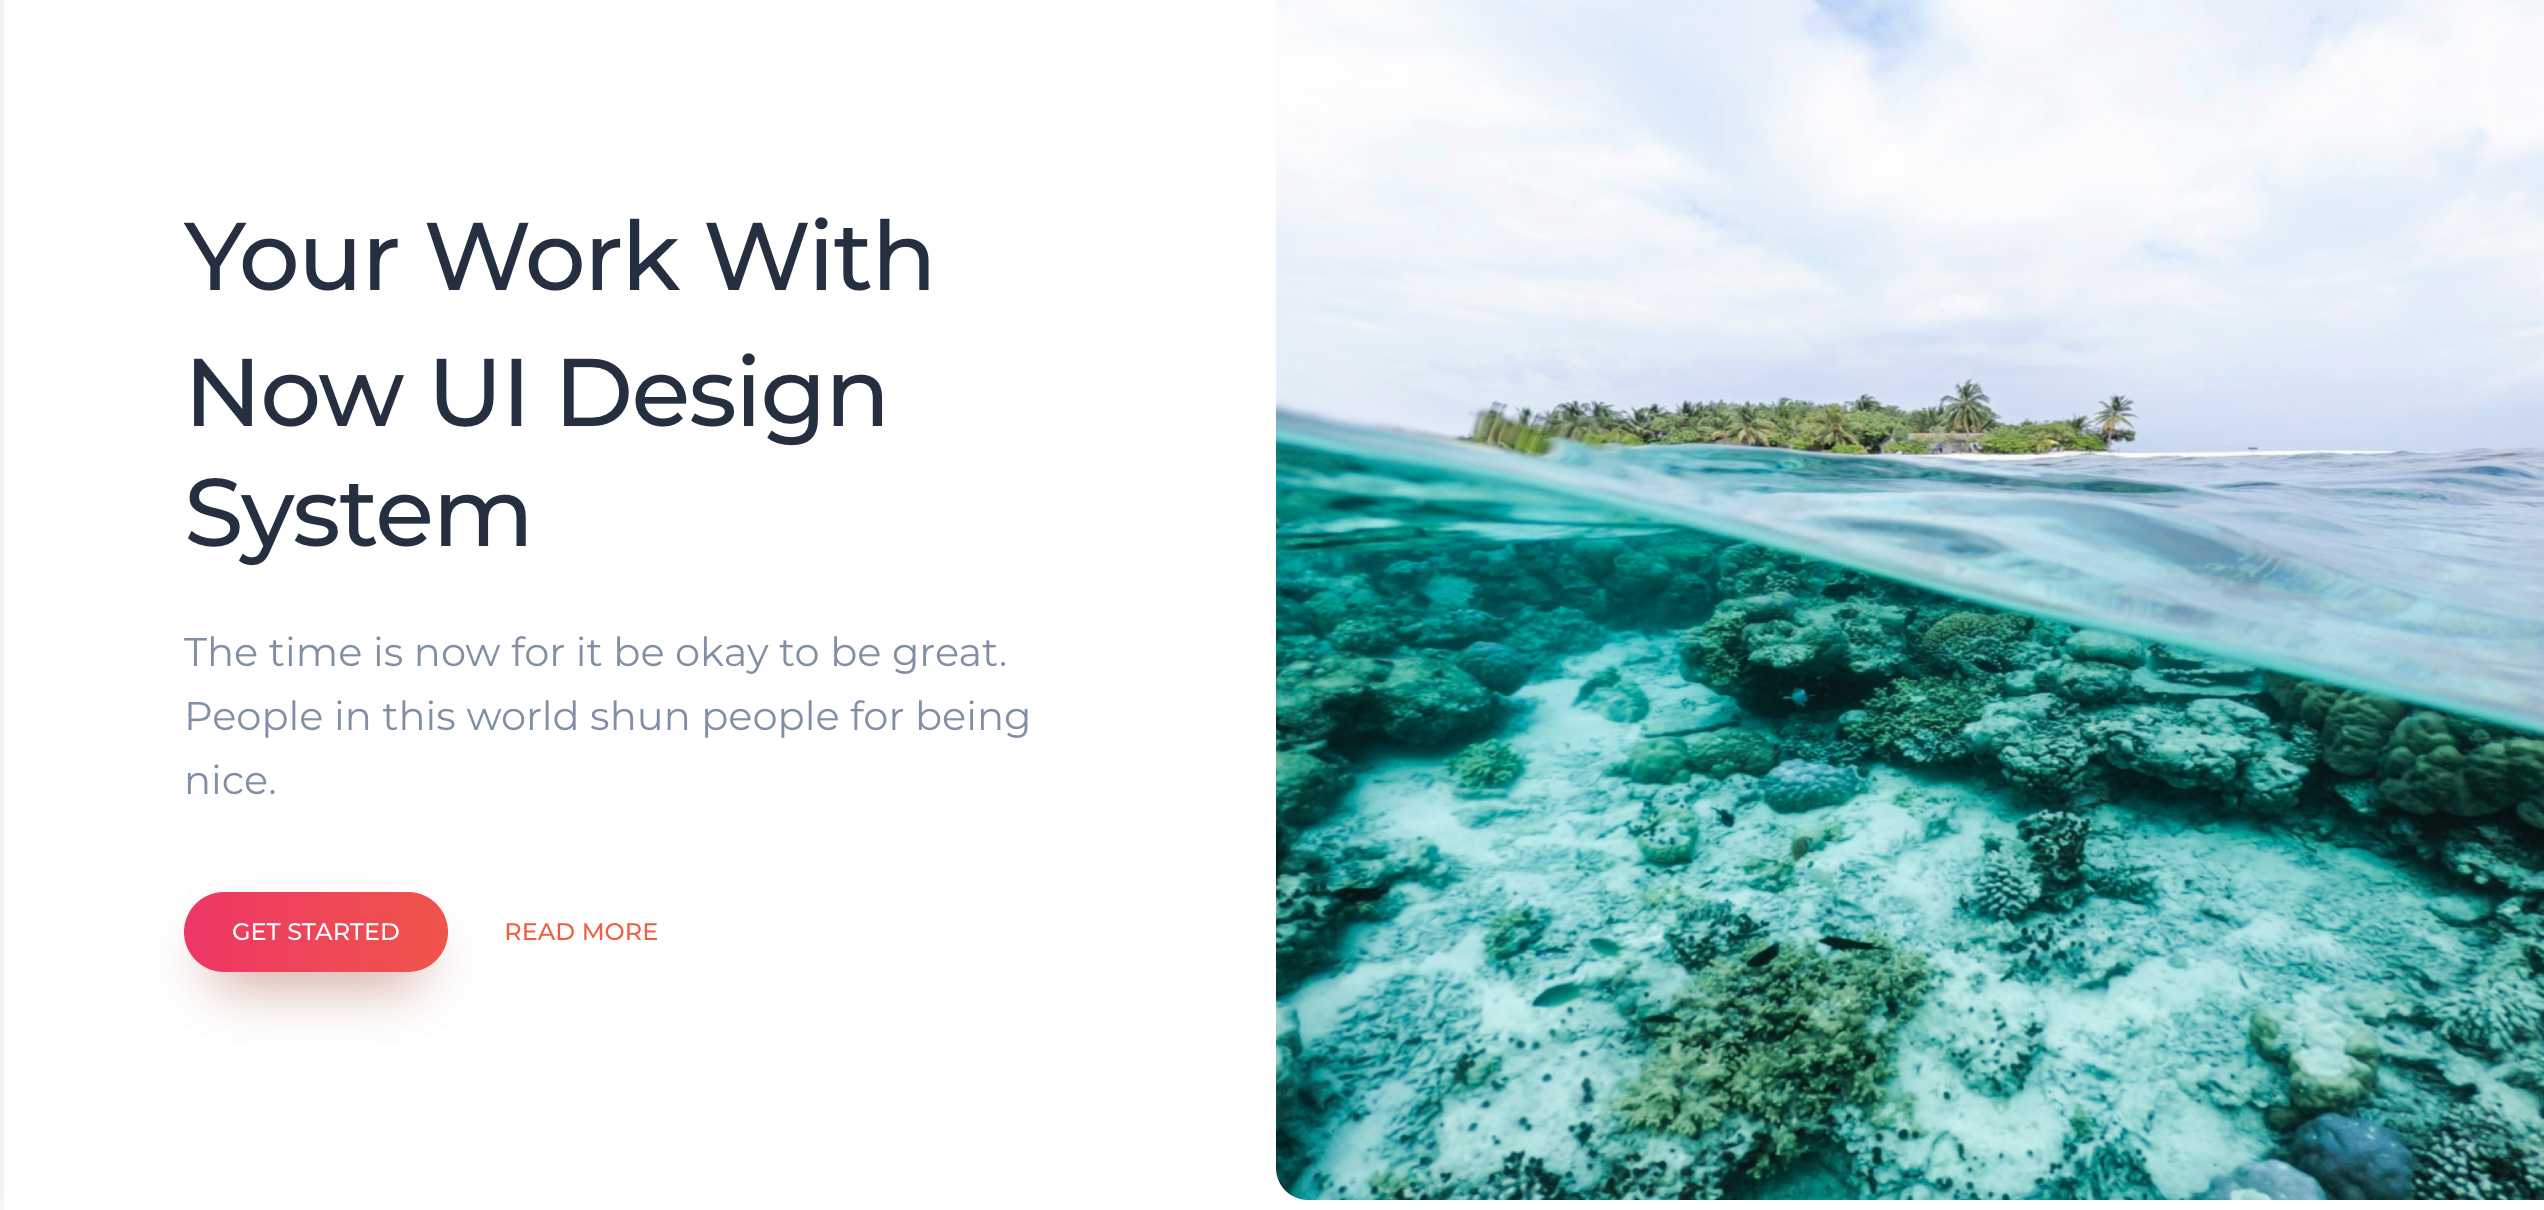 Your Work With
Now UI Design
System
The time is now for it be okay to be great.
People in this world shun people for being
nice.
GET STARTED
READ MORE